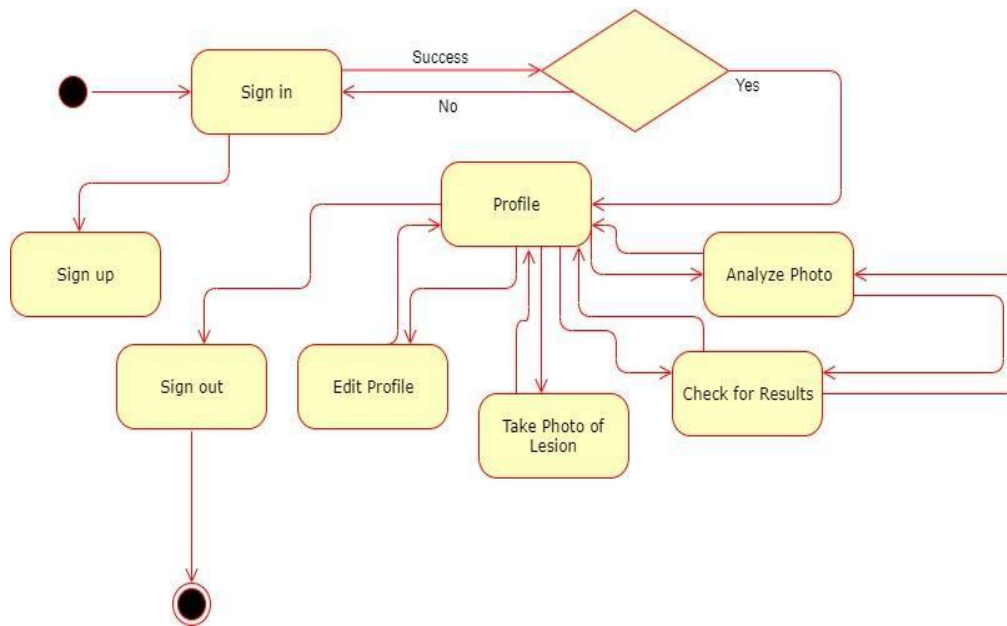 Success
Sign in
Yes
No
Profile
Sign up
Analyze Photo
Sign out
Edit Profile
Check for Results
Take Photo of
Lesion